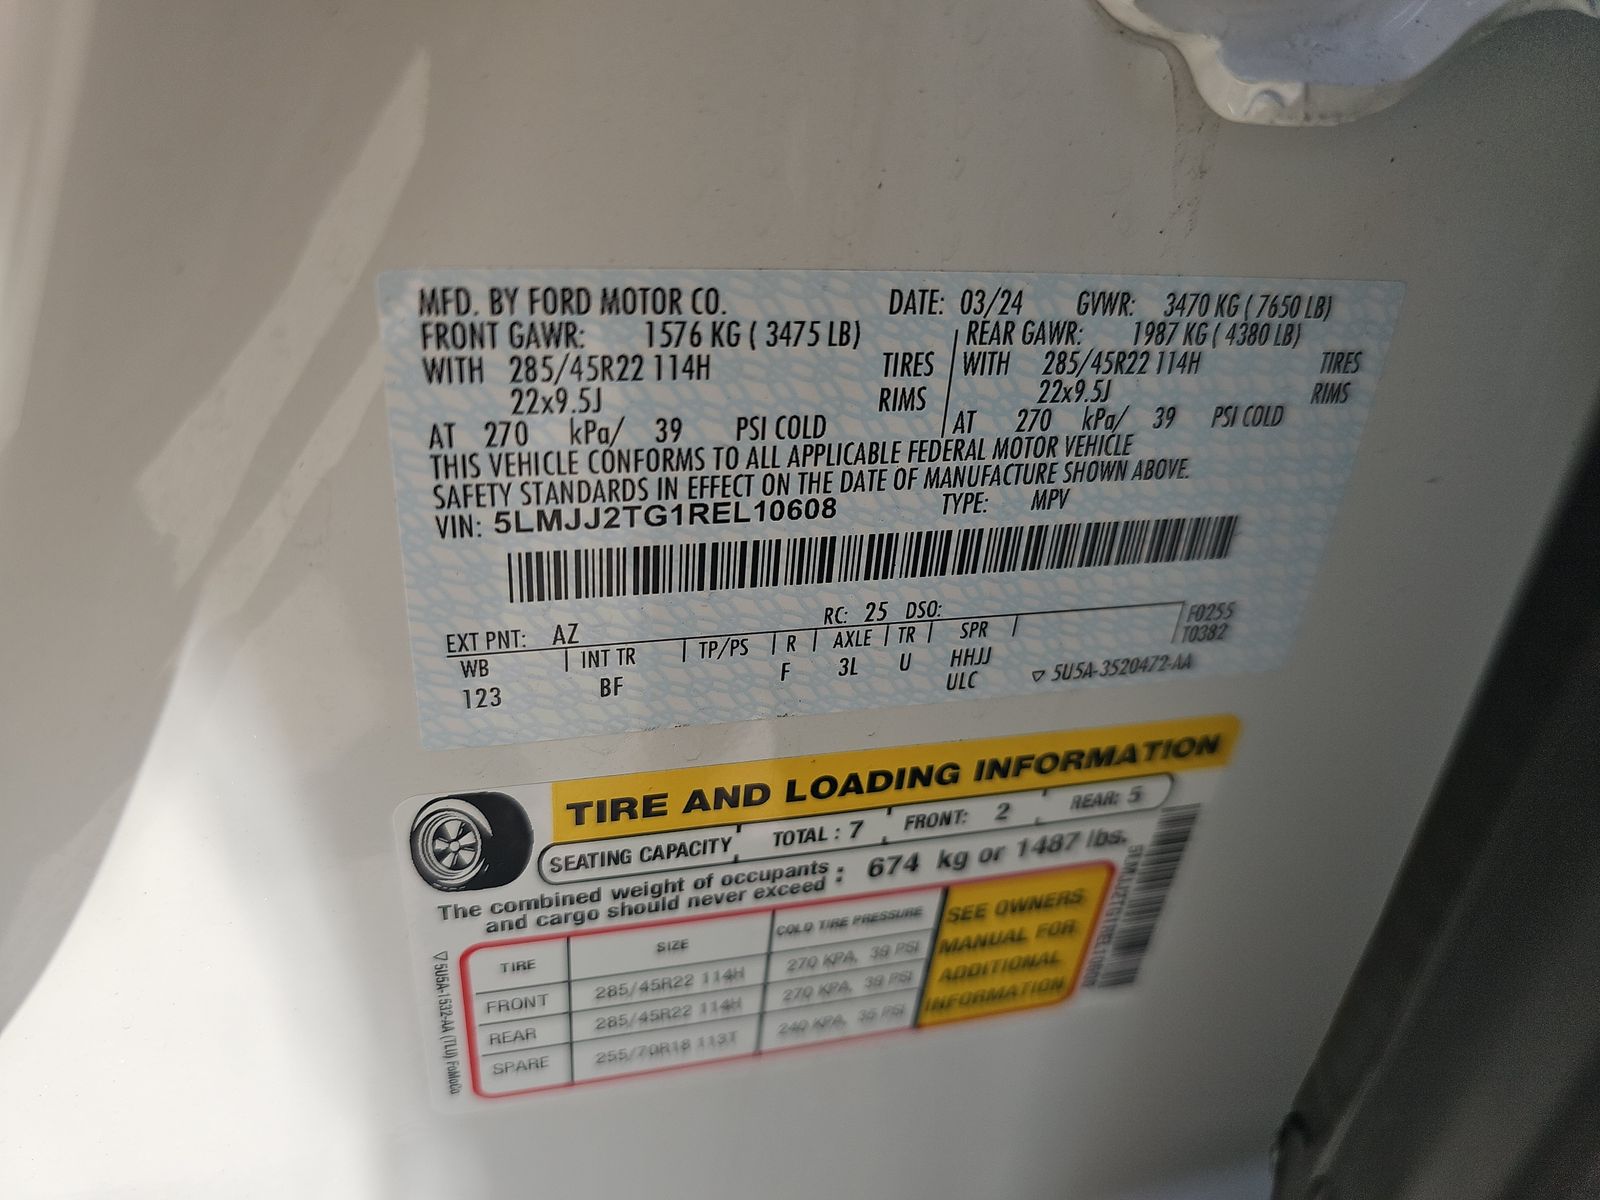 MFD. BY FORD MOTOR CO. DATE: 03/24 GVWR: 3470 KG ( 7650 LB)
FRONT GAWR: 1576 KG ( 3475 LB) REAR GAWR: 1987 KG ( 4380 LB)
WITH 285/45R22 114H TIRES WITH 285/45R22 114H TIRES
22x9.5J RIMS 22x9.5J RIMS
AT 270 kPa/ 39 PSI COLD AT 270 kPa/ 39 PSI COLD
THIS VEHICLE CONFORMS TO ALL APPLICABLE FEDERAL MOTOR VEHICLE
SAFETY STANDARDS IN EFFECT ON THE DATE OF MANUFACTURE SHOWN ABOVE.
VIN: 5LMJJ2TG1REL10608 TYPE: MPV
EXT PNT: AZ RC: 25 DSO: F0255
WB INT TR TP/PS R AXLE TR SPR T0382
123 BF F 3L U HHJJ
ULC ▽ 5U5A-3520472-AA
TIRE AND LOADING INFORMATION
SEATING CAPACITY TOTAL : 7 FRONT: 2 REAR: 5
The combined weight of occupants
and cargo should never exceed : 674 kg or 1487 lbs.
TIRE SIZE COLD TIRE PRESSURE
FRONT 285/45R22 114H 270 KPA, 39 PSI
REAR 285/45R22 114H 270 KPA, 39 PSI
SPARE 255/70R18 113T 240 KPA, 35 PSI
SEE OWNERS
MANUAL FOR
ADDITIONAL
INFORMATION
▽ 5U5A-1532-AA (TLU) FoMoCo
5LMJJ2TG1REL10608